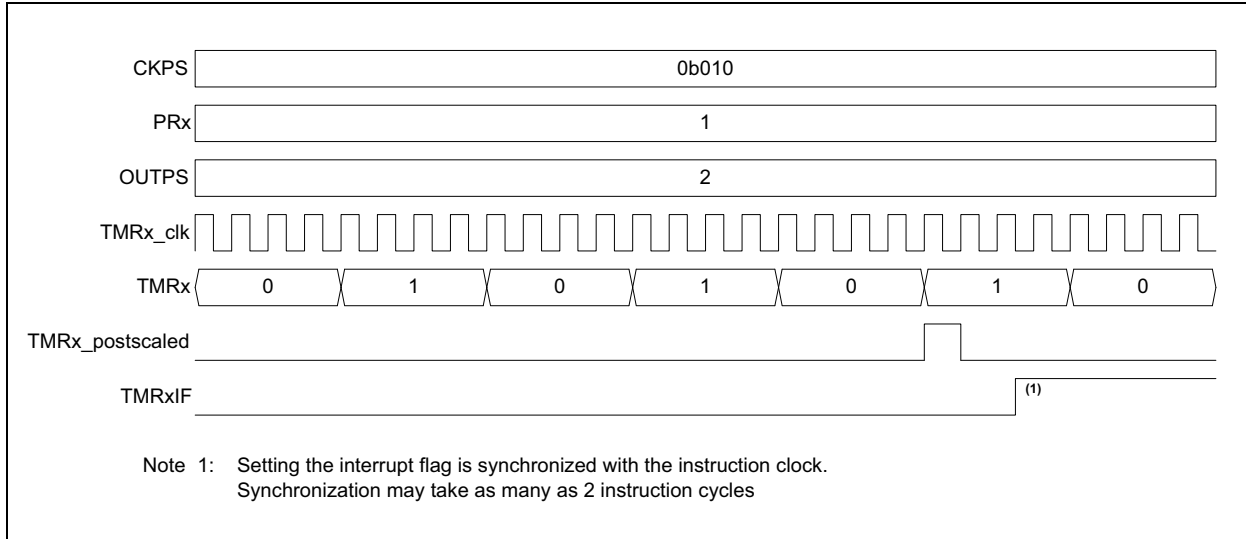 CKPS 0b010
PRx 1
OUTPS 2
TMRx_clk
TMRx 0 1 0 1 0 1 0
TMRx_postscaled
TMRxIF (1)
Note 1: Setting the interrupt flag is synchronized with the instruction clock.
Synchronization may take as many as 2 instruction cycles